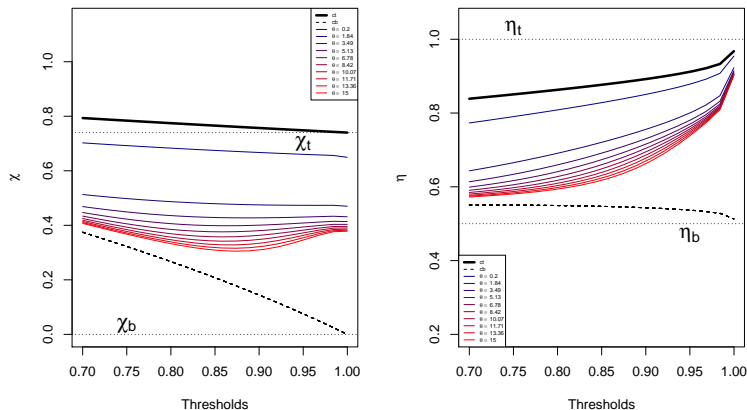 ct
cb
θ = 0.2
θ = 1.84
θ = 3.49
θ = 5.13
θ = 6.78
θ = 8.42
θ = 10.07
θ = 11.71
θ = 13.36
θ = 15
χt
χb
χ
0.0 0.2 0.4 0.6 0.8 1.0
0.70 0.75 0.80 0.85 0.90 0.95 1.00
Thresholds
ηt
ηb
η
0.2 0.4 0.6 0.8 1.0
ct
cb
θ = 0.2
θ = 1.84
θ = 3.49
θ = 5.13
θ = 6.78
θ = 8.42
θ = 10.07
θ = 11.71
θ = 13.36
θ = 15
0.70 0.75 0.80 0.85 0.90 0.95 1.00
Thresholds